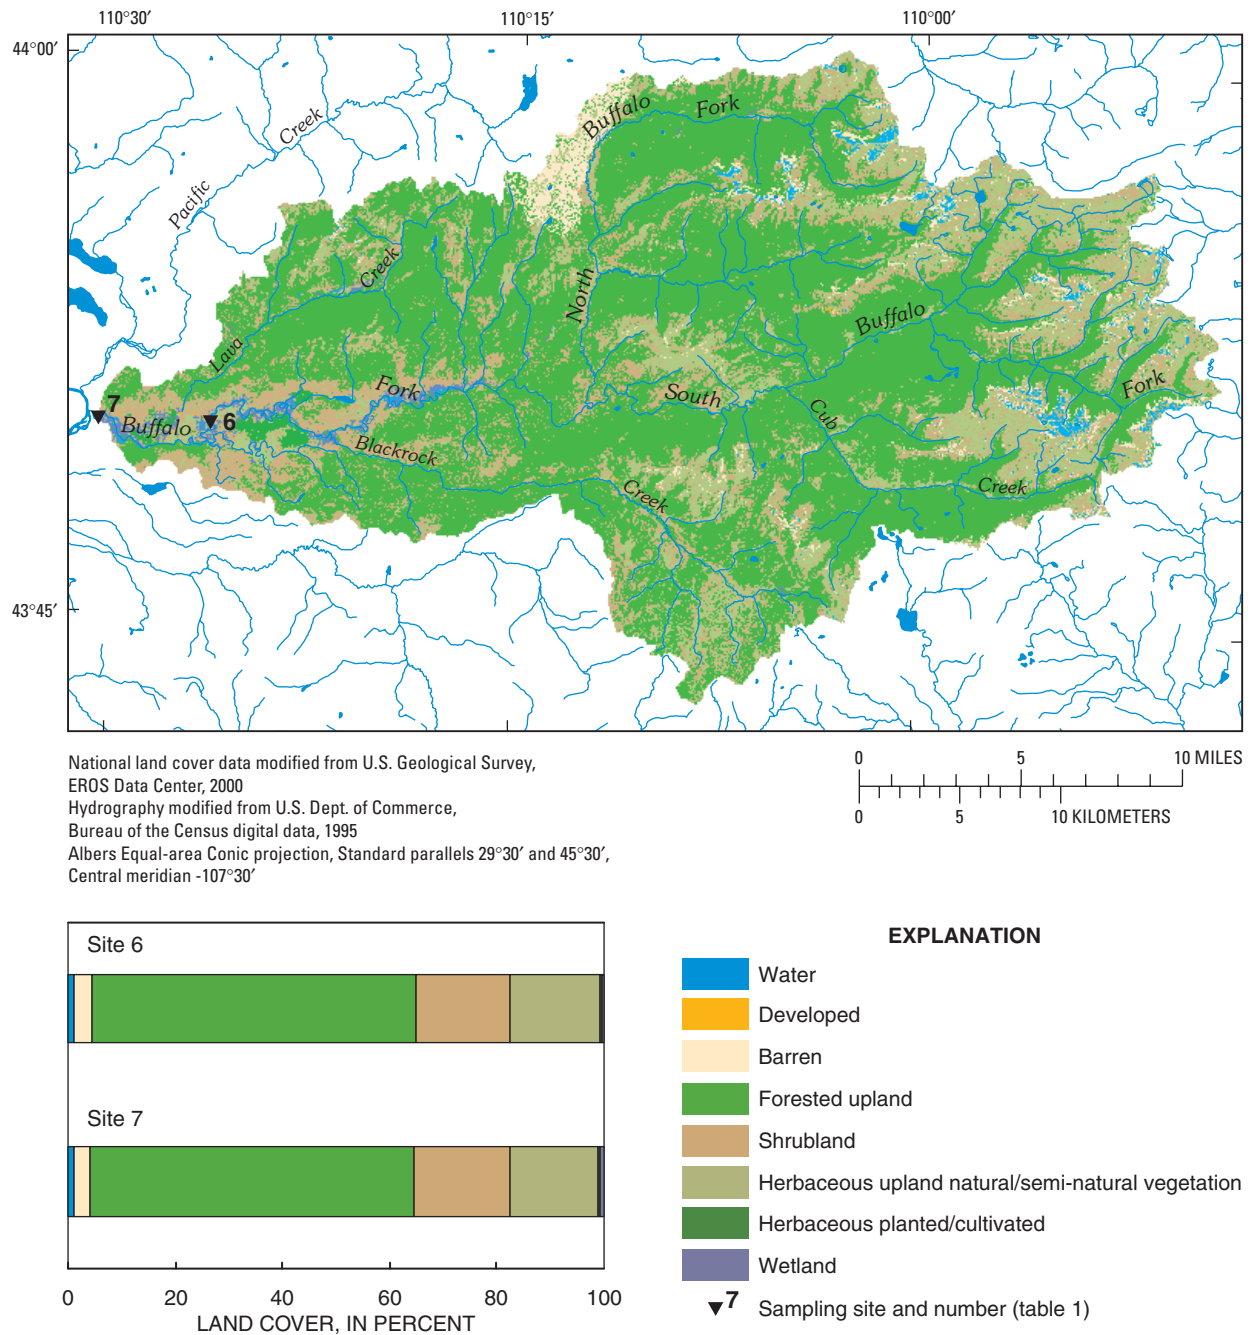 110°30′
110°15′
110°00′
44°00′
43°45′
Pacific
Creek
Buffalo
Fork
Creek
Lava
North
Buffalo
Fork
South
Cub
Fork
7
Buffalo
6
Blackrock
Creek
Creek
National land cover data modified from U.S. Geological Survey,
EROS Data Center, 2000
Hydrography modified from U.S. Dept. of Commerce,
Bureau of the Census digital data, 1995
Albers Equal-area Conic projection, Standard parallels 29°30′ and 45°30′,
Central meridian -107°30′
0 5 10 MILES
0 5 10 KILOMETERS
Site 6
Site 7
0 20 40 60 80 100
LAND COVER, IN PERCENT
EXPLANATION
Water
Developed
Barren
Forested upland
Shrubland
Herbaceous upland natural/semi-natural vegetation
Herbaceous planted/cultivated
Wetland
7 Sampling site and number (table 1)